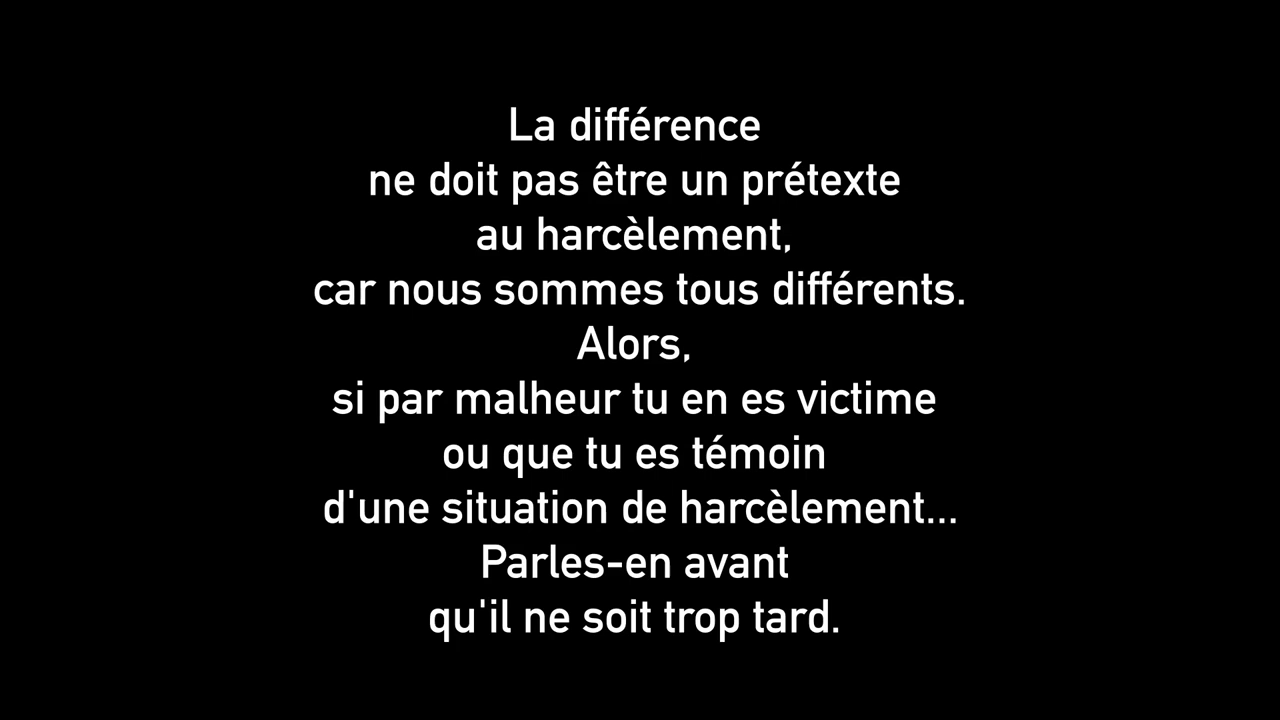 La différence
ne doit pas être un prétexte
au harcèlement,
car nous sommes tous différents.
Alors,
si par malheur tu en es victime
ou que tu es témoin
d'une situation de harcèlement...
Parles-en avant
qu'il ne soit trop tard.